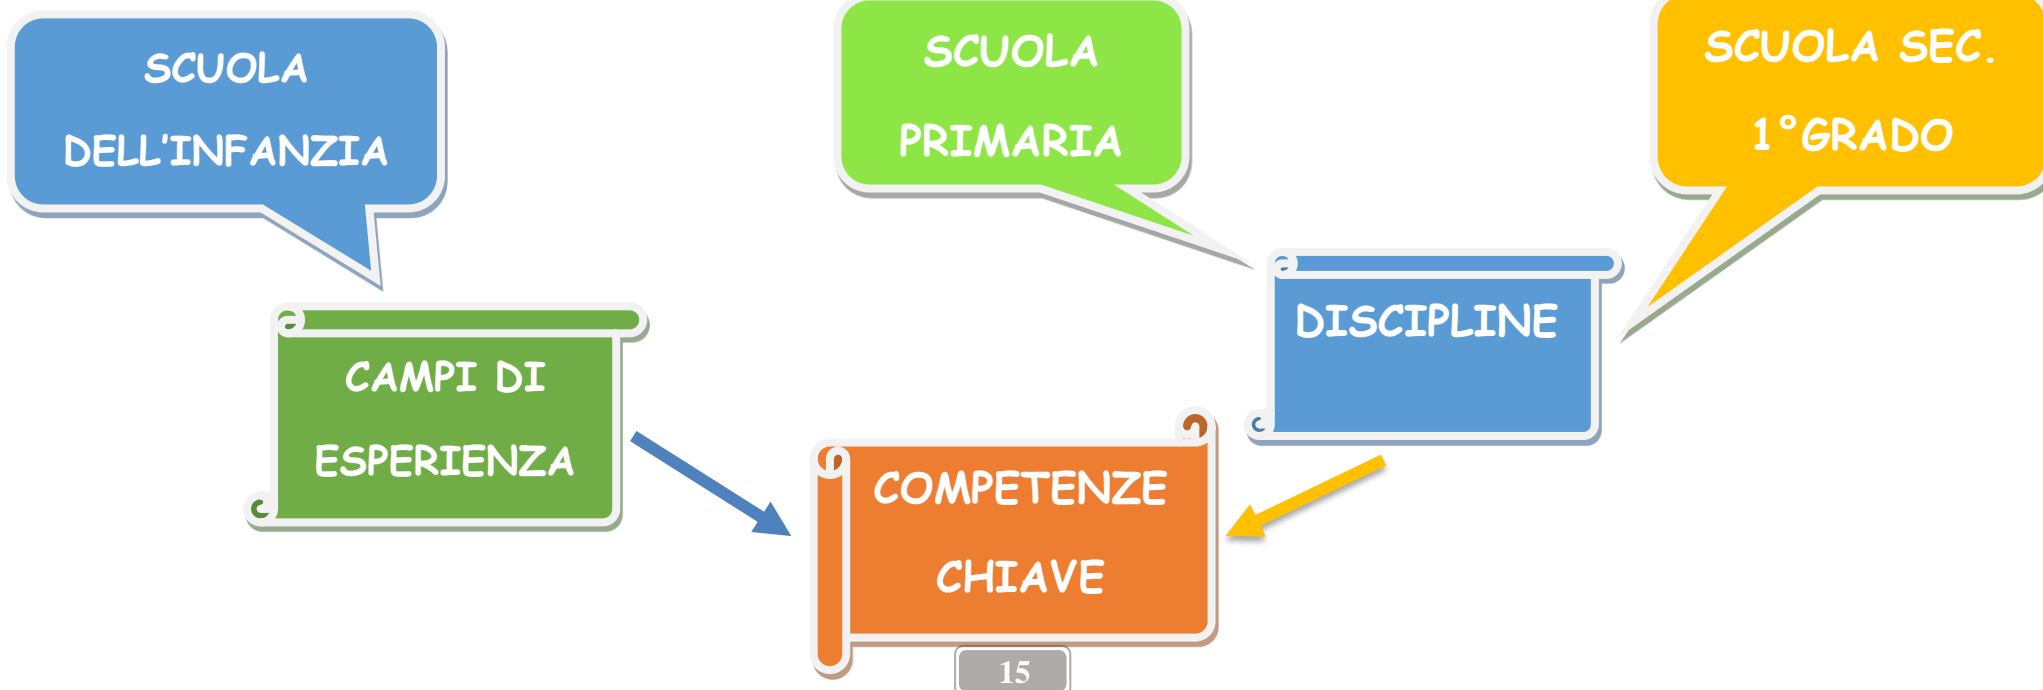 SCUOLA
DELL'INFANZIA
SCUOLA
PRIMARIA
SCUOLA SEC.
1°GRADO
CAMPI DI
ESPERIENZA
DISCIPLINE
COMPETENZE
CHIAVE
15